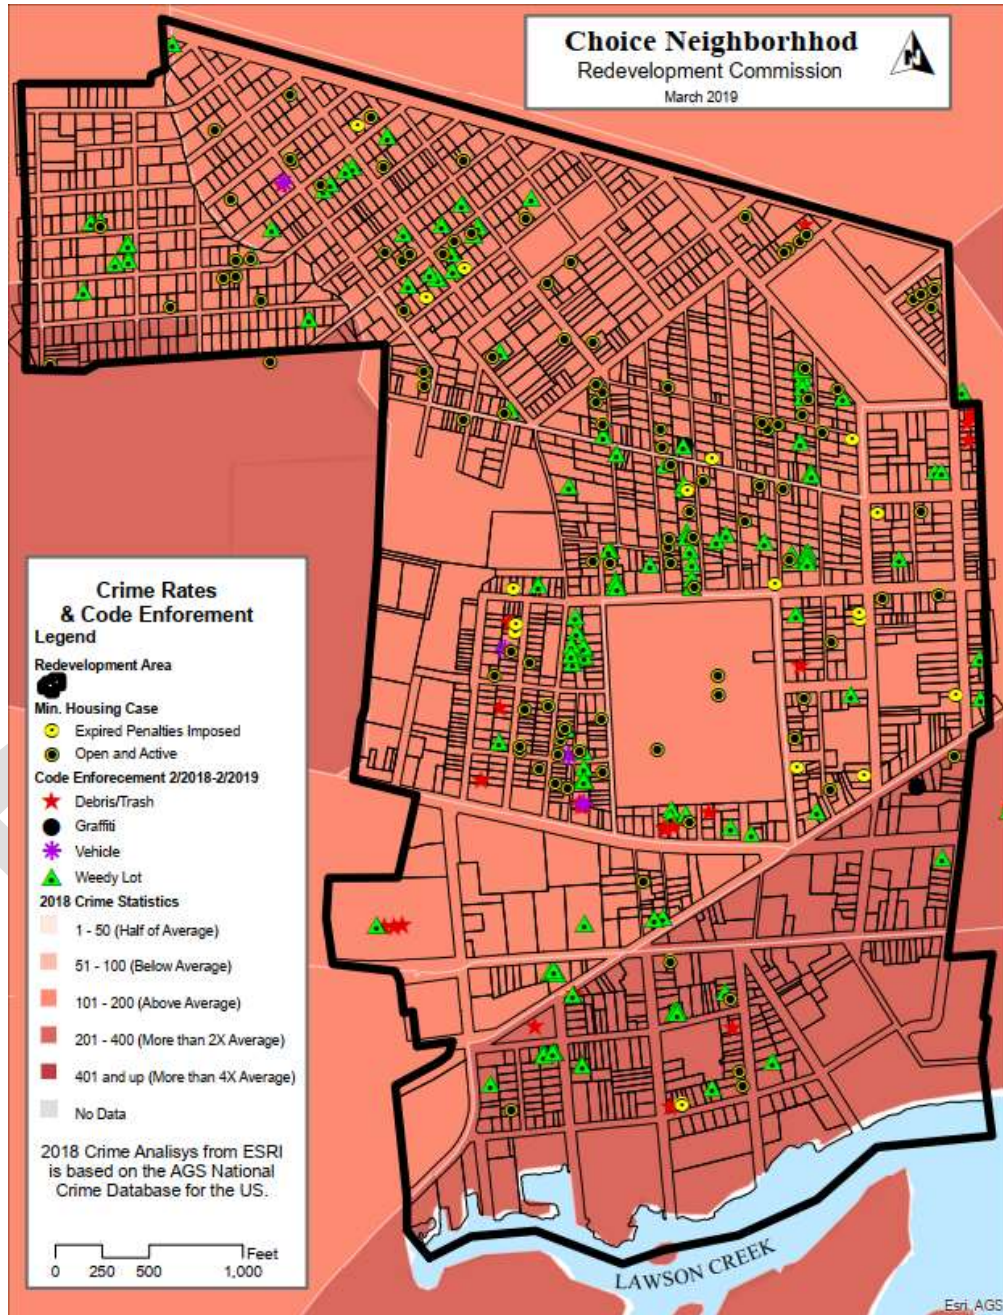 Choice Neighborhhod
Redevelopment Commission
March 2019
N
Crime Rates
& Code Enforement
Legend
Redevelopment Area
Min. Housing Case
Expired Penalties Imposed
Open and Active
Code Enforecement 2/2018-2/2019
Debris/Trash
Graffiti
Vehicle
Weedy Lot
2018 Crime Statistics
1 - 50 (Half of Average)
51 - 100 (Below Average)
101 - 200 (Above Average)
201 - 400 (More than 2X Average)
401 and up (More than 4X Average)
No Data
2018 Crime Analisys from ESRI
is based on the AGS National
Crime Database for the US.
Feet
0 250 500 1,000
LAWSON CREEK
Esri, AGS